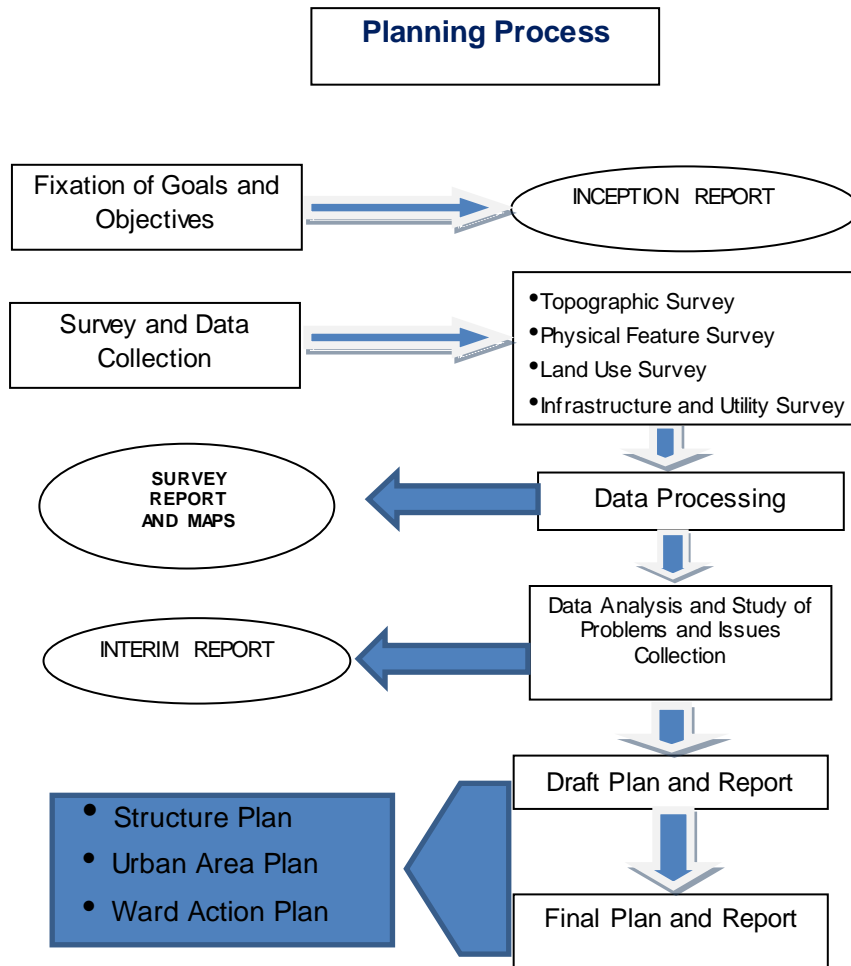 Planning Process
Fixation of Goals and
Objectives
INCEPTION REPORT
Survey and Data
Collection
•Topographic Survey
•Physical Feature Survey
•Land Use Survey
•Infrastructure and Utility Survey
SURVEY
REPORT
AND MAPS
Data Processing
Data Analysis and Study of
Problems and Issues
Collection
INTERIM REPORT
Draft Plan and Report
• Structure Plan
• Urban Area Plan
• Ward Action Plan
Final Plan and Report